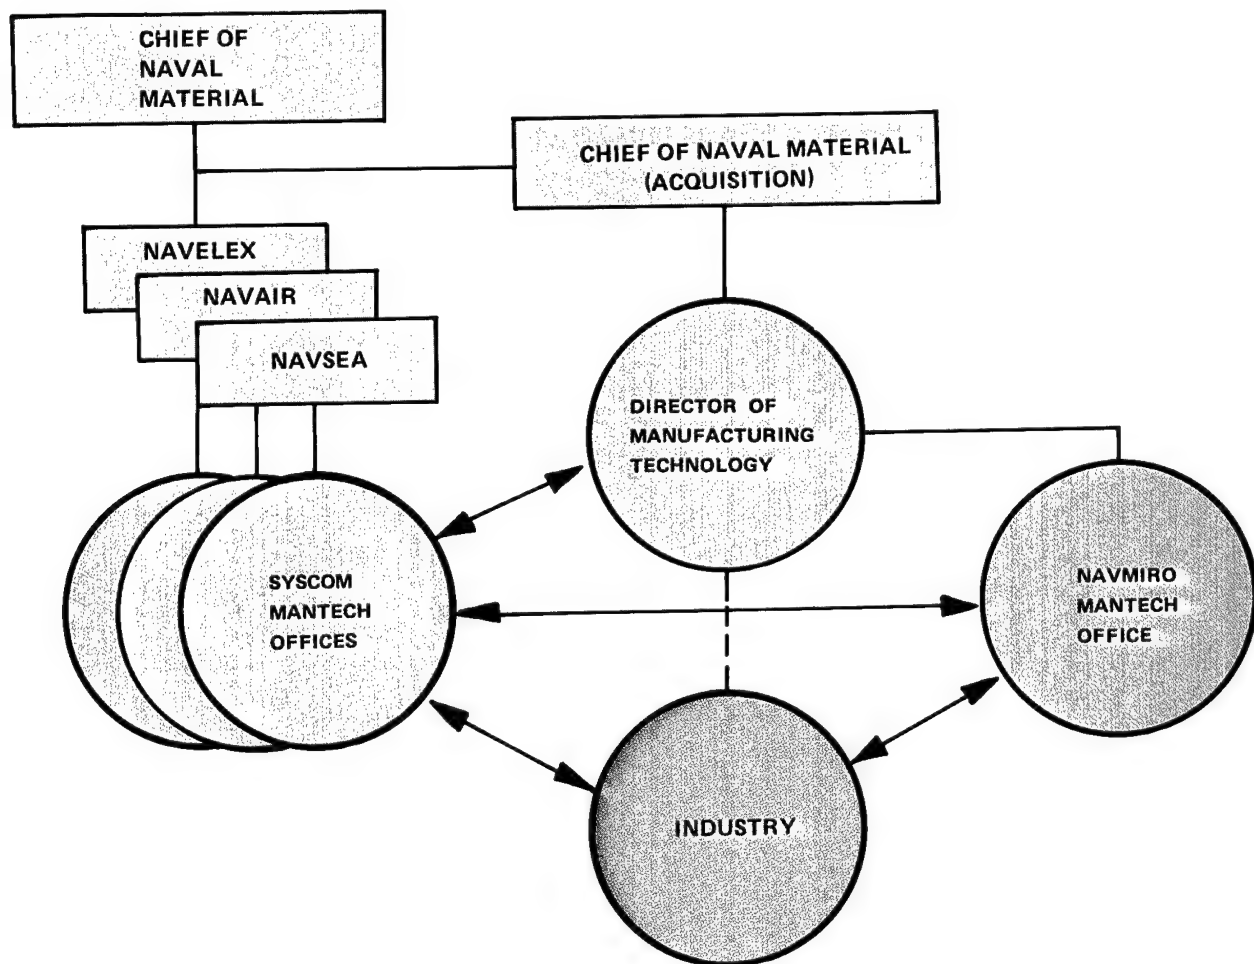 CHIEF OF
NAVAL
MATERIAL
CHIEF OF NAVAL MATERIAL
(ACQUISITION)
NAVELEX
NAVAIR
NAVSEA
DIRECTOR OF
MANUFACTURING
TECHNOLOGY
SYSCOM
MANTECH
OFFICES
NAVMIRO
MANTECH
OFFICE
INDUSTRY